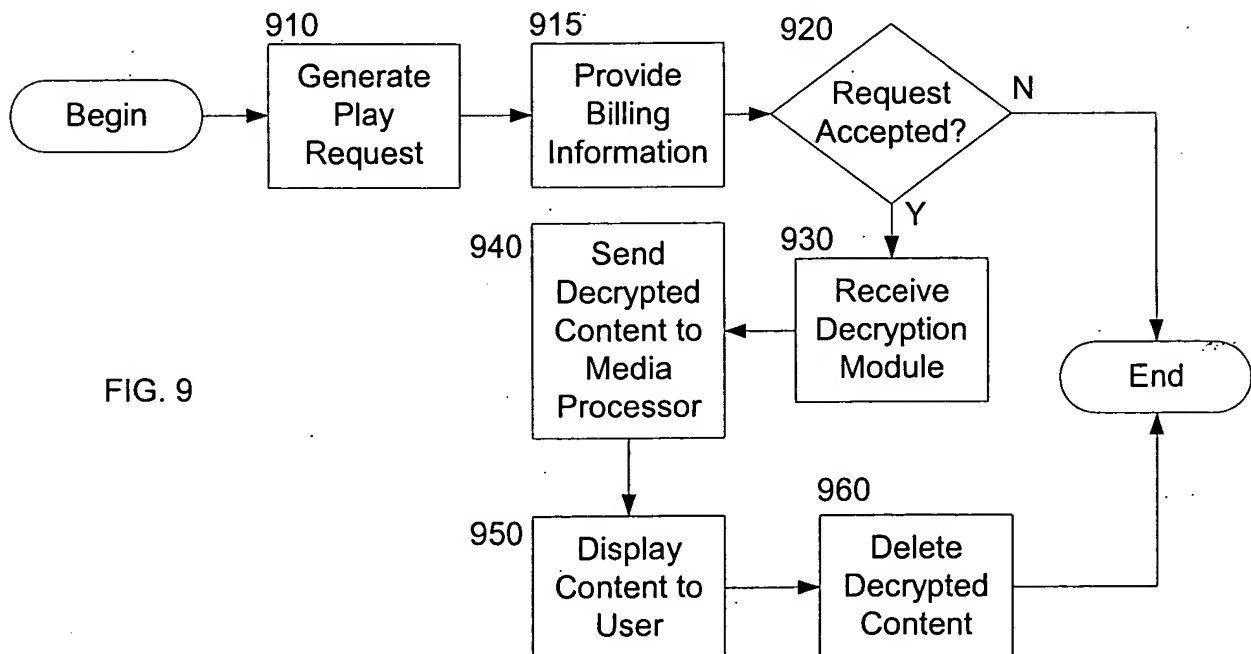 910
915
920
Begin
Generate
Play
Request
Provide
Billing
Information
Request
Accepted?
N
Y
940
930
Send
Decrypted
Content to
Media
Processor
Receive
Decryption
Module
End
FIG. 9
950
960
Display
Content to
User
Delete
Decrypted
Content